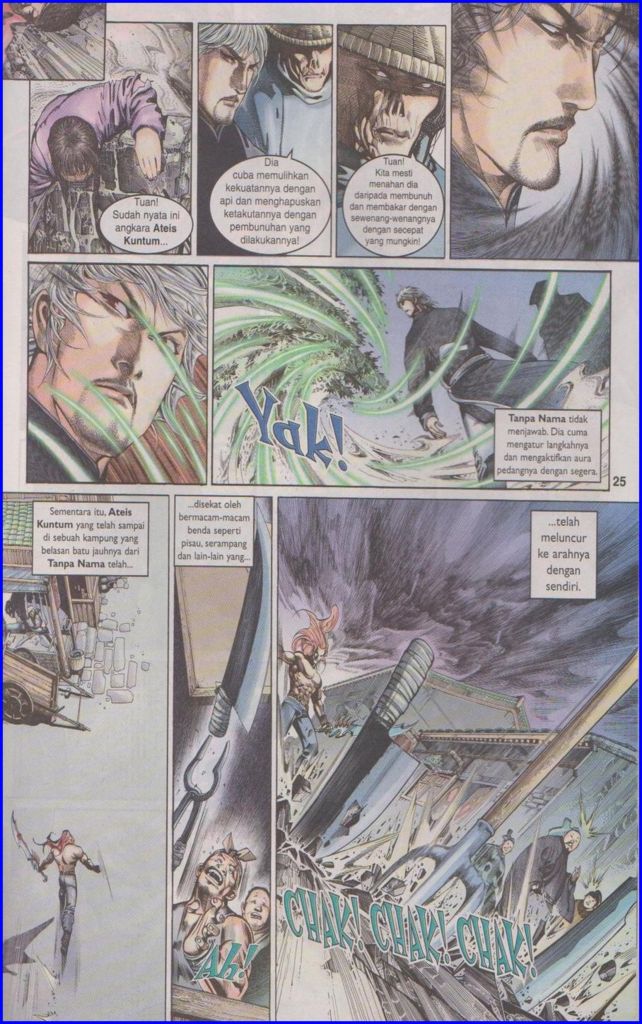 Tuan!
Sudah nyata ini
angkara Ateis
Kuntum...
Dia
cuba memulihkan
kekuatannya dengan
api dan menghapuskan
ketakutannya dengan
pembunuhan yang
dilakukannya!
Tuan!
Kita mesti
menahan dia
daripada membunuh
dan membakar dengan
sewenang-wenangnya
dengan secepat
yang mungkin!
Yak!
Tanpa Nama tidak
menjawab. Dia cuma
mengatur langkahnya
dan mengaktifkan aura
pedangnya dengan segera.
25
Sementara itu, Ateis
Kuntum yang telah sampai
di sebuah kampung yang
belasan batu jauhnya dari
Tanpa Nama telah...
...disekat oleh
bermacam-macam
benda seperti
pisau, serampang
dan lain-lain yang...
Ah!
...telah
meluncur
ke arahnya
dengan
sendiri.
CHAK! CHAK! CHAK!